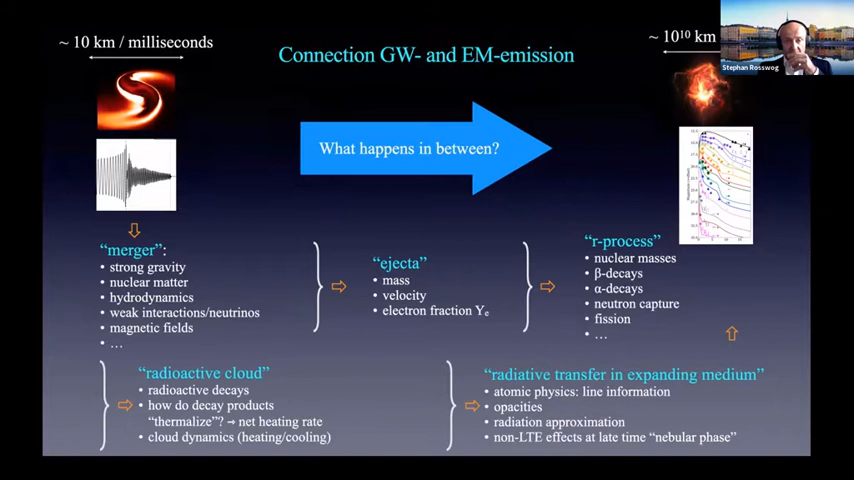 ~ 10 km / milliseconds
Connection GW- and EM-emission
~ 10¹⁰ km
Stephan Rosswog
What happens in between?
“merger”:
• strong gravity
• nuclear matter
• hydrodynamics
• weak interactions/neutrinos
• magnetic fields
• ...
“ejecta”
• mass
• velocity
• electron fraction Yₑ
“r-process”
• nuclear masses
• β-decays
• α-decays
• neutron capture
• fission
• ...
“radioactive cloud”
• radioactive decays
• how do decay products
“thermalize”? → net heating rate
• cloud dynamics (heating/cooling)
“radiative transfer in expanding medium”
• atomic physics: line information
• opacities
• radiation approximation
• non-LTE effects at late time “nebular phase”